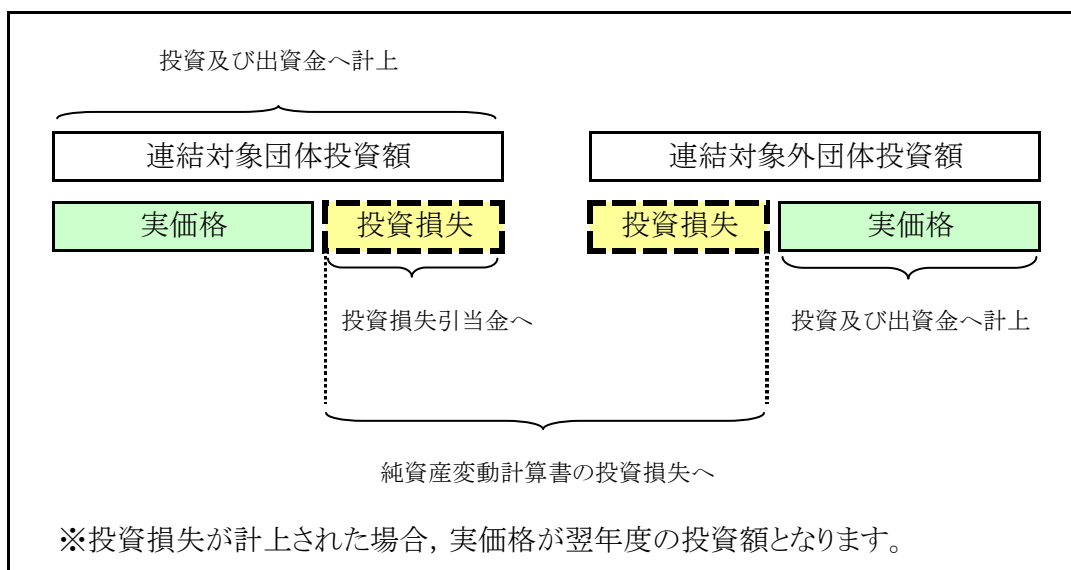 投資及び出資金へ計上
連結対象団体投資額
連結対象外団体投資額
実価格
投資損失
投資損失
実価格
投資損失引当金へ
投資及び出資金へ計上
純資産変動計算書の投資損失へ
※投資損失が計上された場合，実価格が翌年度の投資額となります。